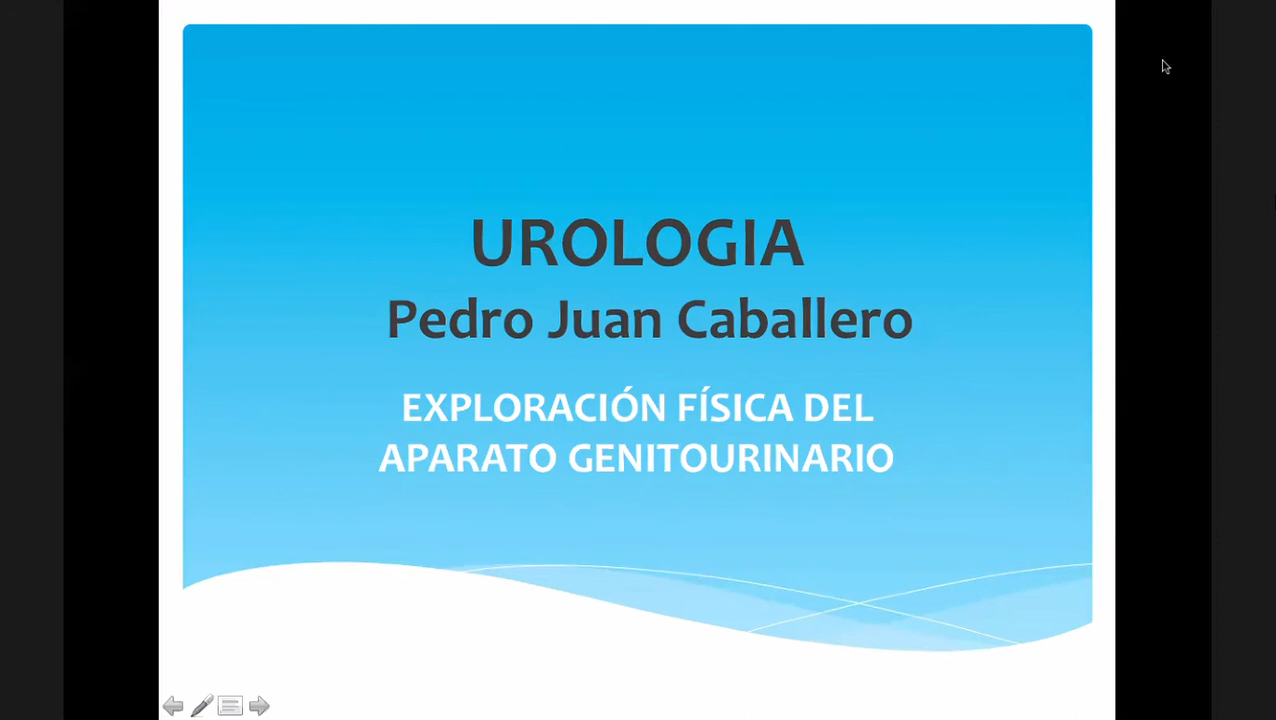 UROLOGIA
Pedro Juan Caballero
EXPLORACIÓN FÍSICA DEL
APARATO GENITOURINARIO